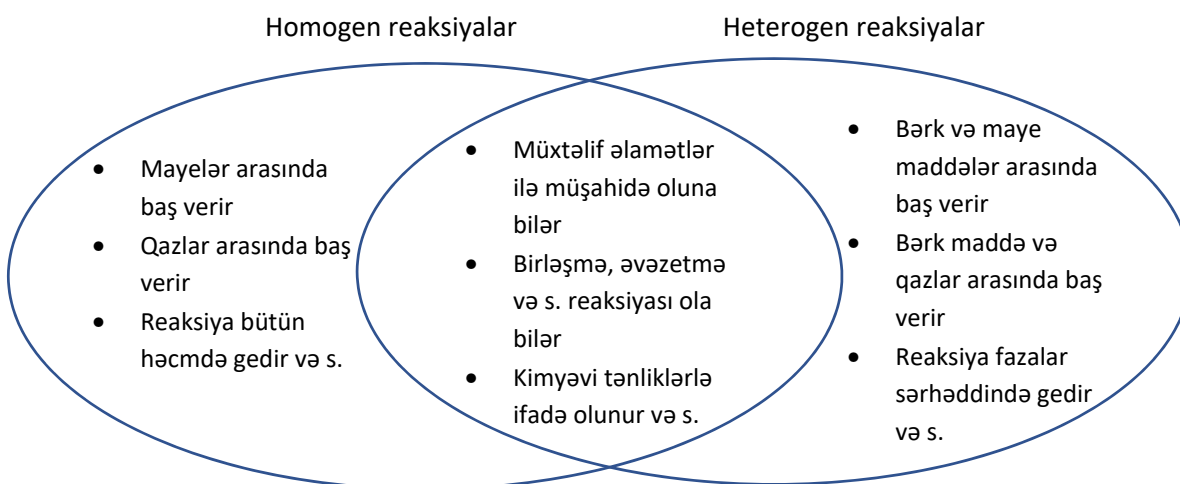 Homogen reaksiyalar
Heterogen reaksiyalar
• Mayelər arasında
baş verir
• Qazlar arasında baş
verir
• Reaksiya bütün
həcmdə gedir və s.
• Müxtəlif əlamətlər
ilə müşahidə oluna
bilər
• Birləşmə, əvəzetmə
və s. reaksiyası ola
bilər
• Kimyəvi tənliklərlə
ifadə olunur və s.
• Bərk və maye
maddələr arasında
baş verir
• Bərk maddə və
qazlar arasında baş
verir
• Reaksiya fazalar
sərhəddində gedir
və s.